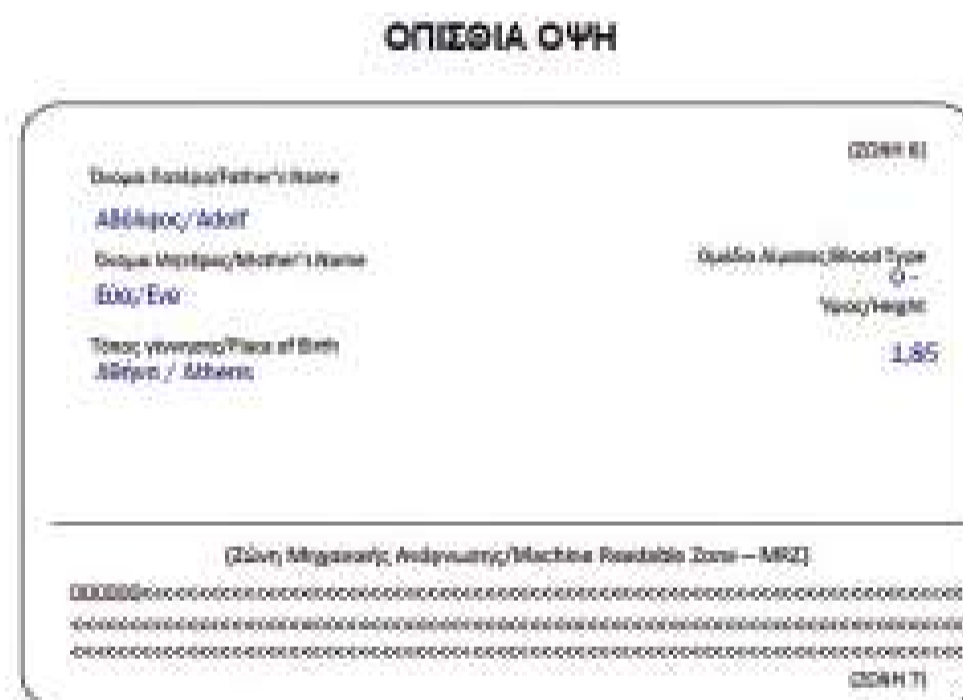 ΟΠΙΣΘΙΑ ΟΨΗ
(ΖΩΝΗ 6)
Όνομα Πατέρα/Father's Name
Αδόλφος/Adolf
Όνομα Μητέρας/Mother's Name
Ομάδα Αίματος/Blood Type
O -
Εύα/Eva
Ύψος/Height
Τόπος γέννησης/Place of Birth
1,85
Αθήνα / Athens
(Ζώνη Μηχανικής Ανάγνωσης/Machine Readable Zone – MRZ)
(ΖΩΝΗ 7)